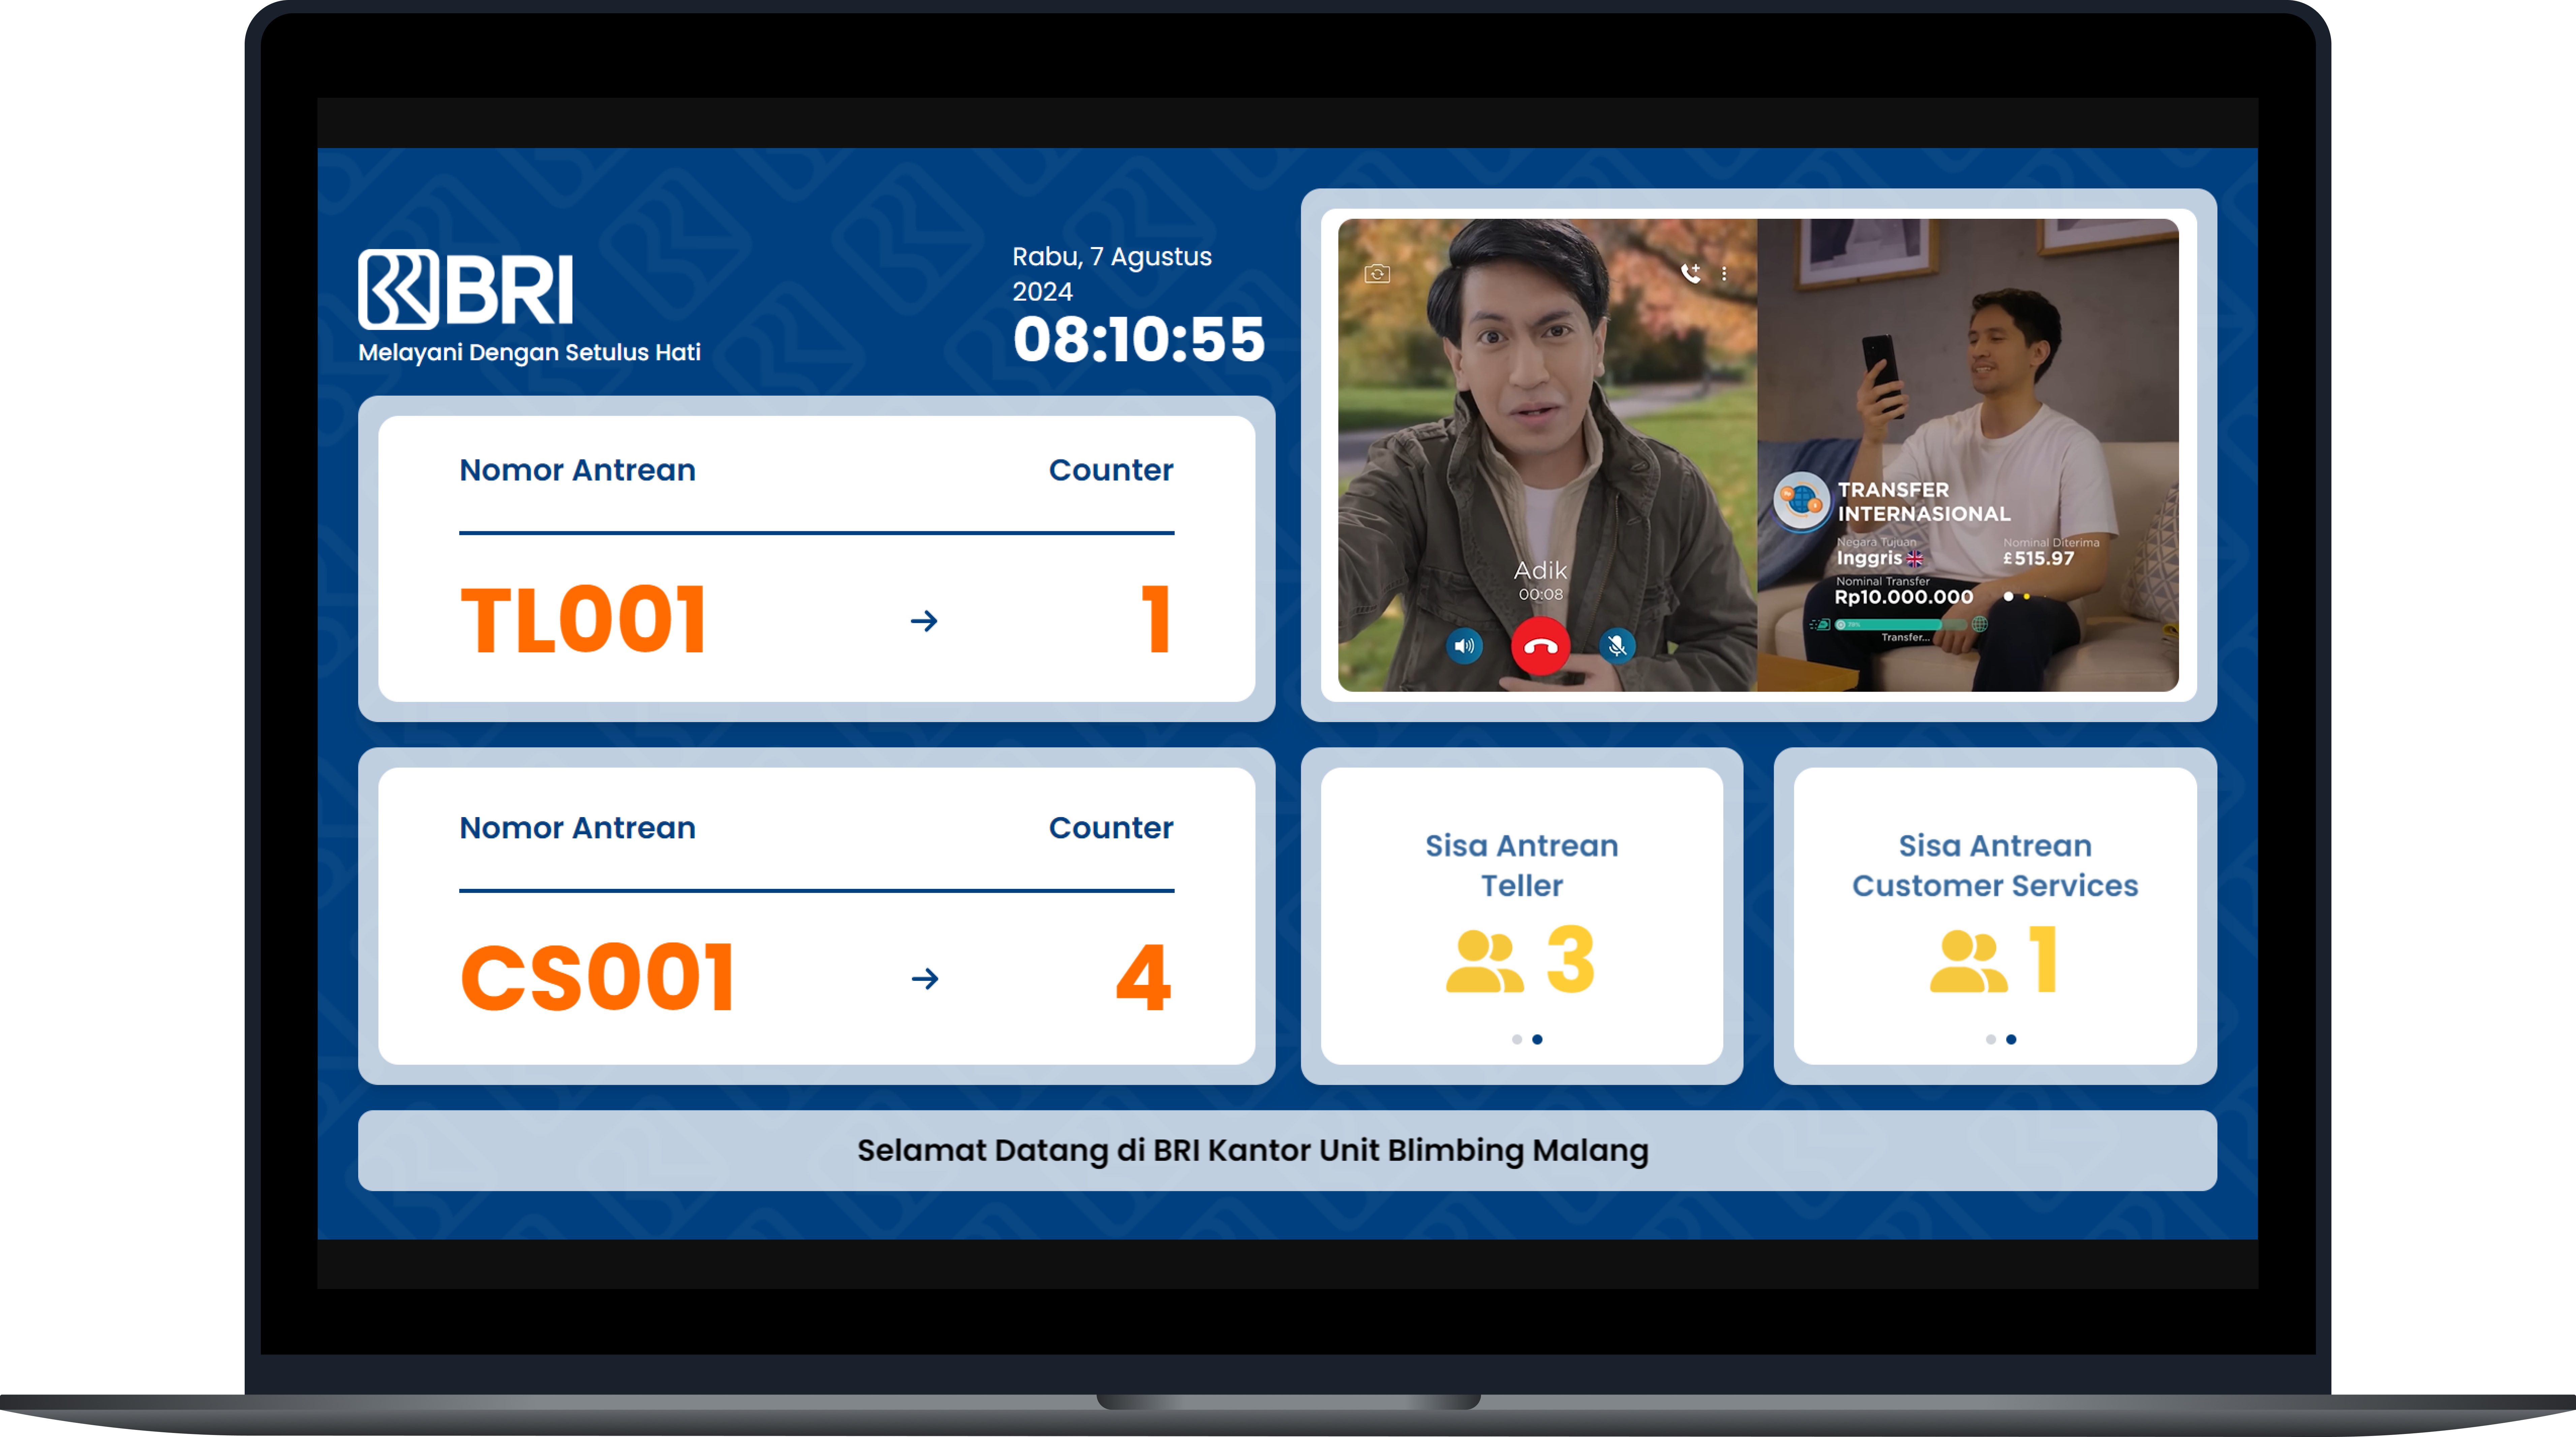 BRI
Melayani Dengan Setulus Hati
Rabu, 7 Agustus
2024
08:10:55
Nomor Antrean Counter
TL001 → 1
Nomor Antrean Counter
CS001 → 4
Adik
00:08
TRANSFER
INTERNASIONAL
Negara Tujuan Nominal Diterima
Inggris £515.97
Nominal Transfer
Rp10.000.000
Transfer...
Sisa Antrean
Teller
3
Sisa Antrean
Customer Services
1
Selamat Datang di BRI Kantor Unit Blimbing Malang